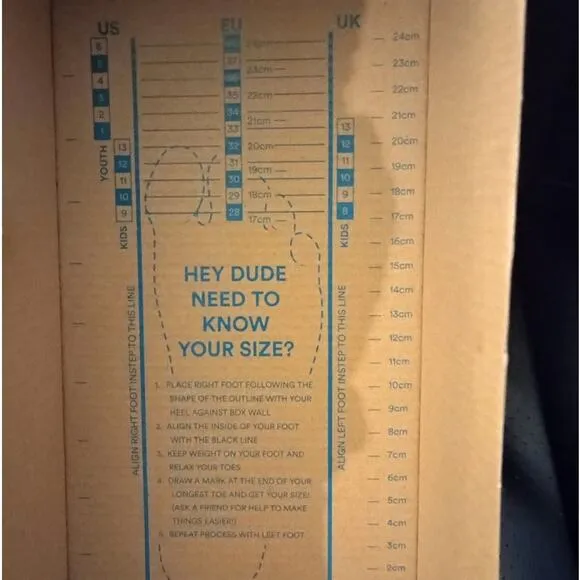 US
EU
UK
6
5
4
3
2
1
YOUTH
13
12
11
10
9
KIDS
37
35
34
33
32
31
30
29
28
23cm
22cm
21cm
20cm
19cm
18cm
17cm
13
12
11
10
9
8
KIDS
24cm
23cm
22cm
21cm
20cm
19cm
18cm
17cm
16cm
15cm
14cm
13cm
12cm
11cm
10cm
9cm
8cm
7cm
6cm
5cm
4cm
3cm
2cm
ALIGN RIGHT FOOT INSTEP TO THIS LINE
ALIGN LEFT FOOT INSTEP TO THIS LINE
HEY DUDE
NEED TO
KNOW
YOUR SIZE?
1. PLACE RIGHT FOOT FOLLOWING THE
SHAPE OF THE OUTLINE WITH YOUR
HEEL AGAINST BOX WALL
2. ALIGN THE INSIDE OF YOUR FOOT
WITH THE BLACK LINE
3. KEEP WEIGHT ON YOUR FOOT AND
RELAX YOUR TOES
4. DRAW A MARK AT THE END OF YOUR
LONGEST TOE AND GET YOUR SIZE!
(ASK A FRIEND FOR HELP TO MAKE
THINGS EASIER!)
5. REPEAT PROCESS WITH LEFT FOOT